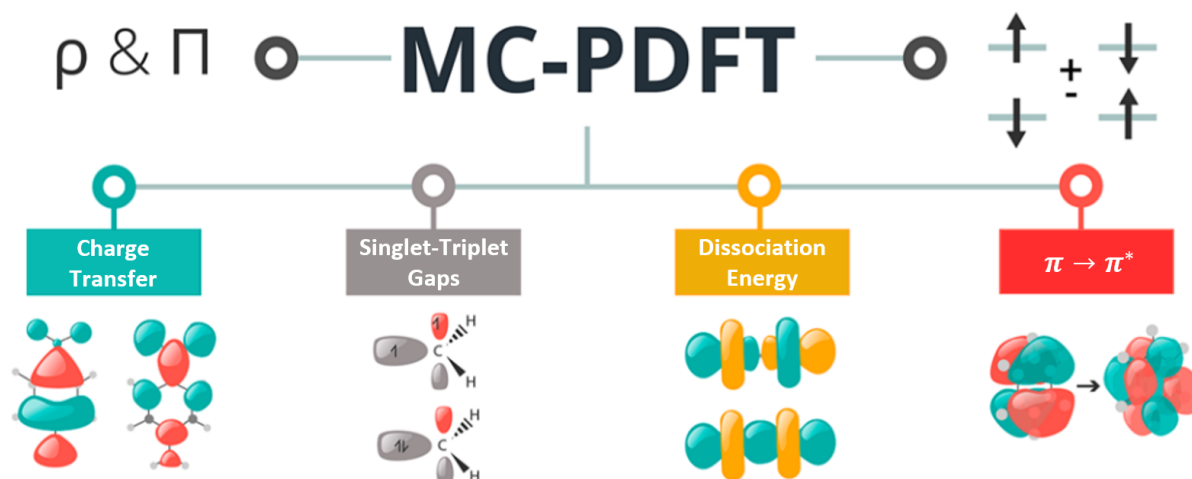 ρ & Π
MC-PDFT
+
-
Charge
Transfer
Singlet-Triplet
Gaps
Dissociation
Energy
π → π*
H
C
H
H
C
H